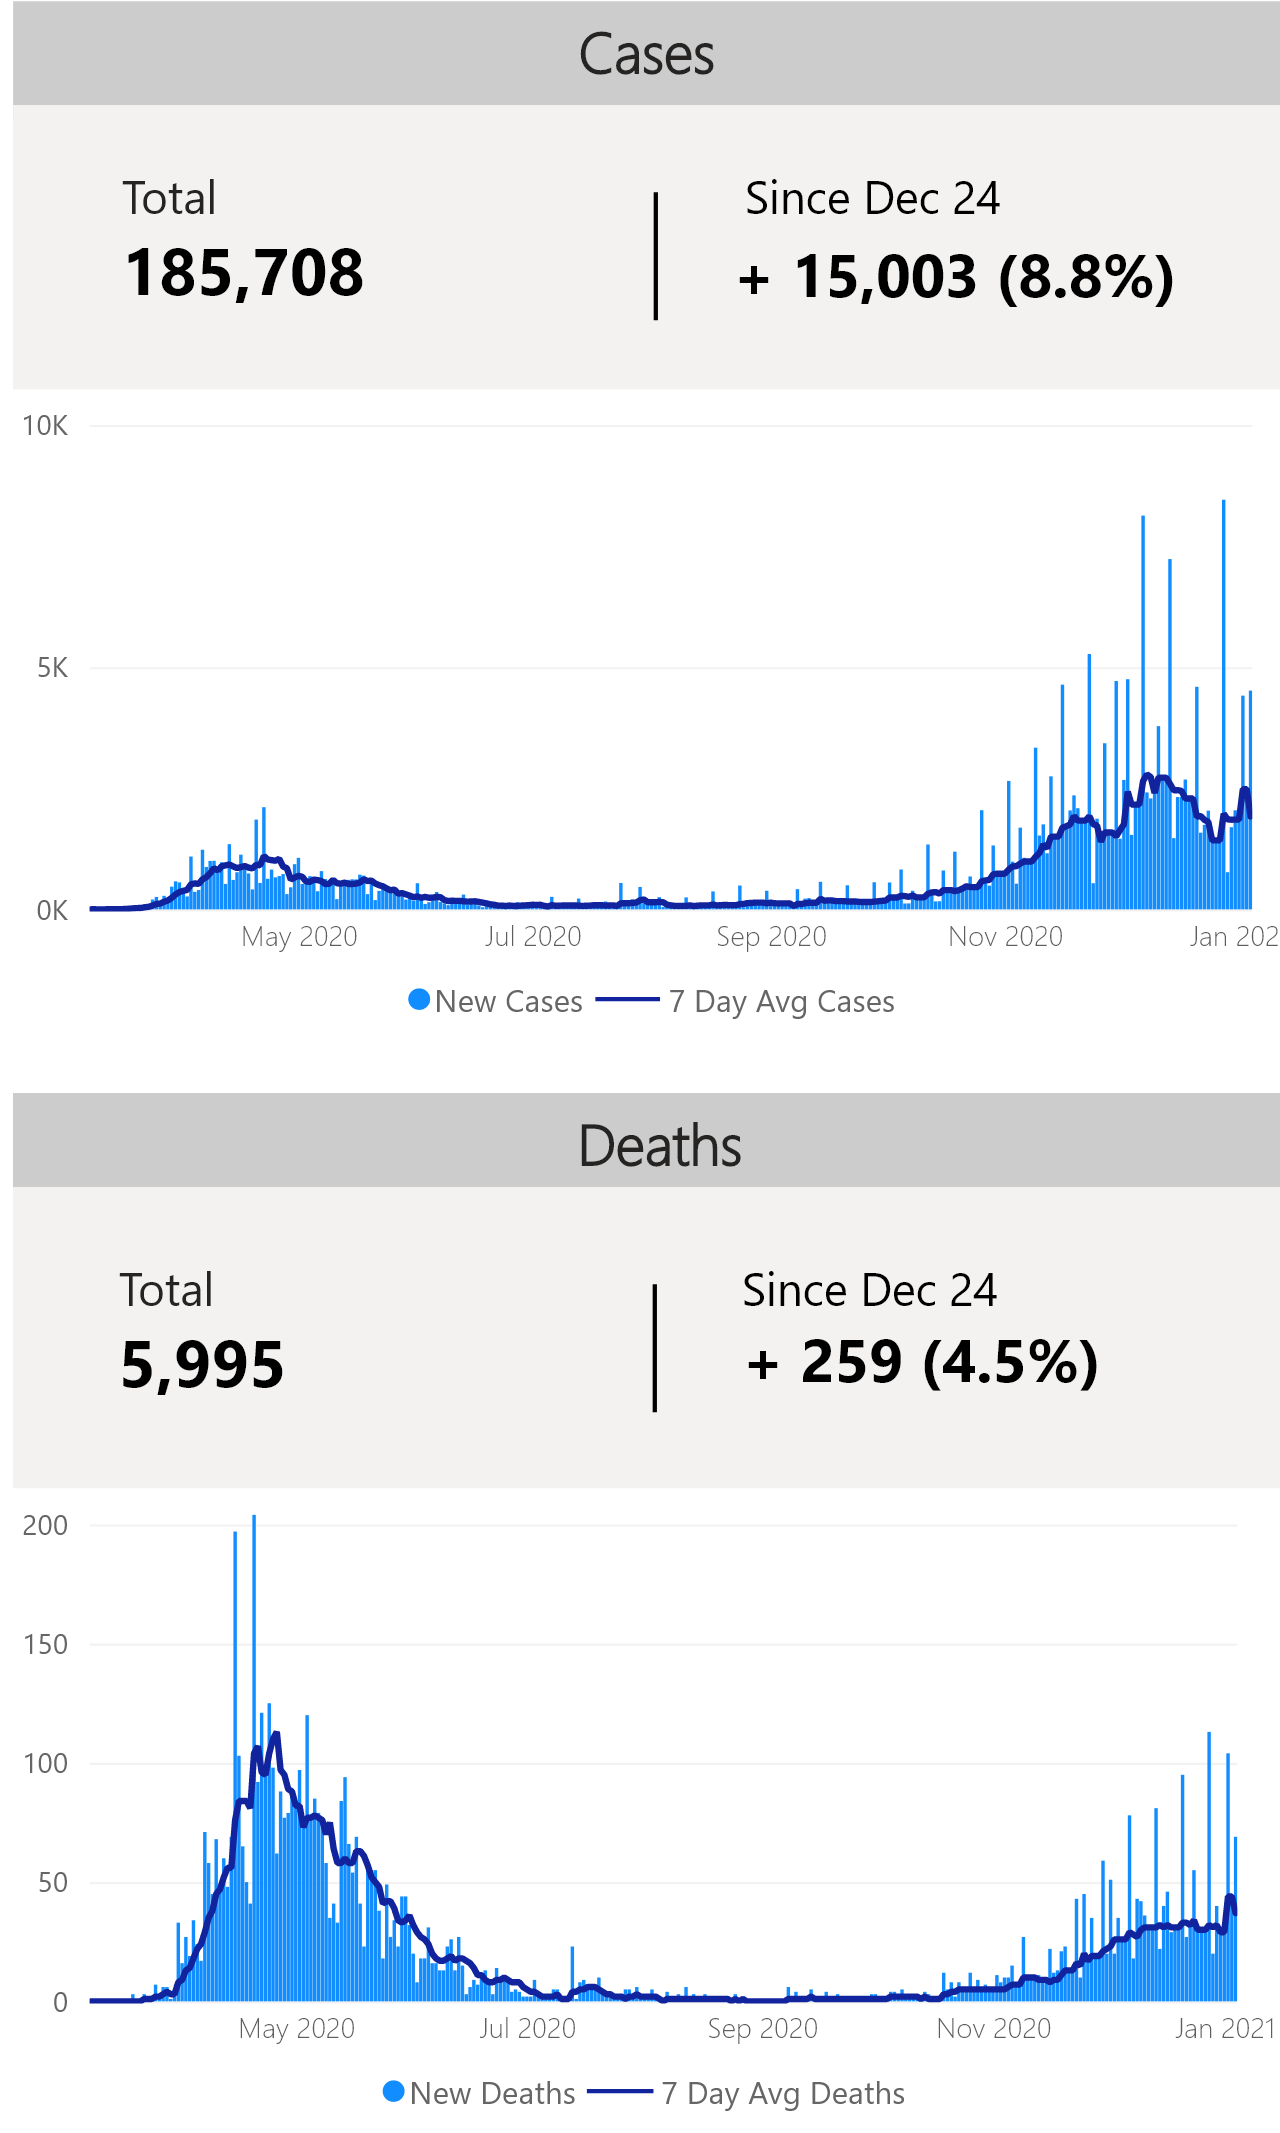 Cases
Total
Since Dec 24
185,708
+ 15,003 (8.8%)
10K
5K
0K
May 2020
Jul 2020
Sep 2020
Nov 2020
Jan 202
New Cases
7 Day Avg Cases
Deaths
Total
Since Dec 24
5,995
+ 259 (4.5%)
200
150
100
50
0
May 2020
Jul 2020
Sep 2020
Nov 2020
Jan 2021
New Deaths
7 Day Avg Deaths